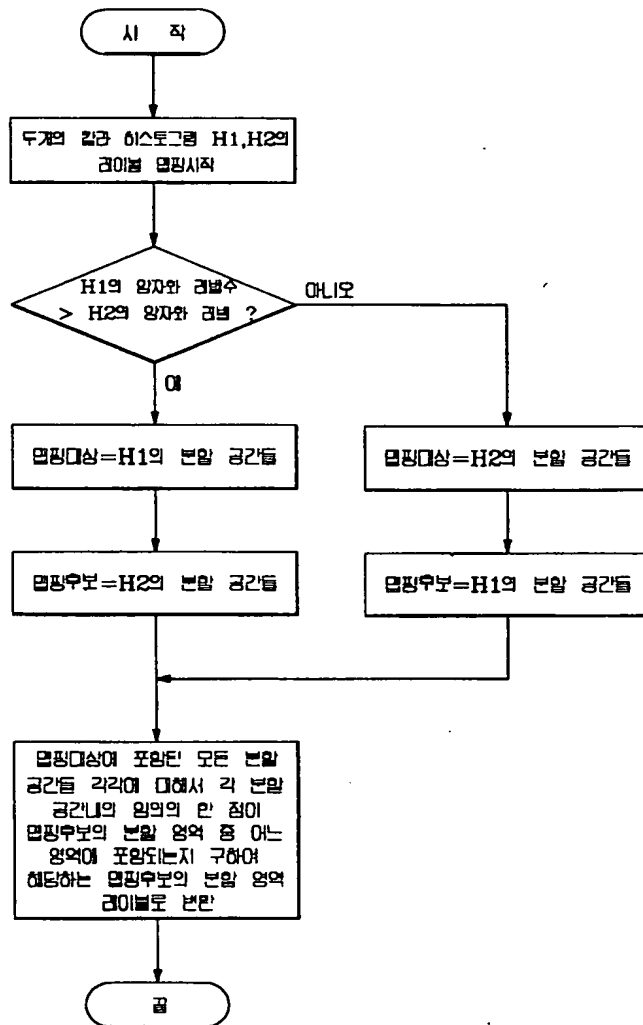 시 작
두개의 칼라 히스토그램 H1,H2의
레이블 맵핑시작
H1의 양자화 레벨수
> H2의 양자화 레벨 ?
아니오
예
맵핑대상=H1의 분할 공간들
맵핑대상=H2의 분할 공간들
맵핑후보=H2의 분할 공간들
맵핑후보=H1의 분할 공간들
맵핑대상에 포함된 모든 분할
공간들 각각에 대해서 각 분할
공간내의 임의의 한 점이
맵핑후보의 분할 영역 중 어느
영역에 포함되는지 구하여
해당하는 맵핑후보의 분할 영역
레이블로 변환
끝